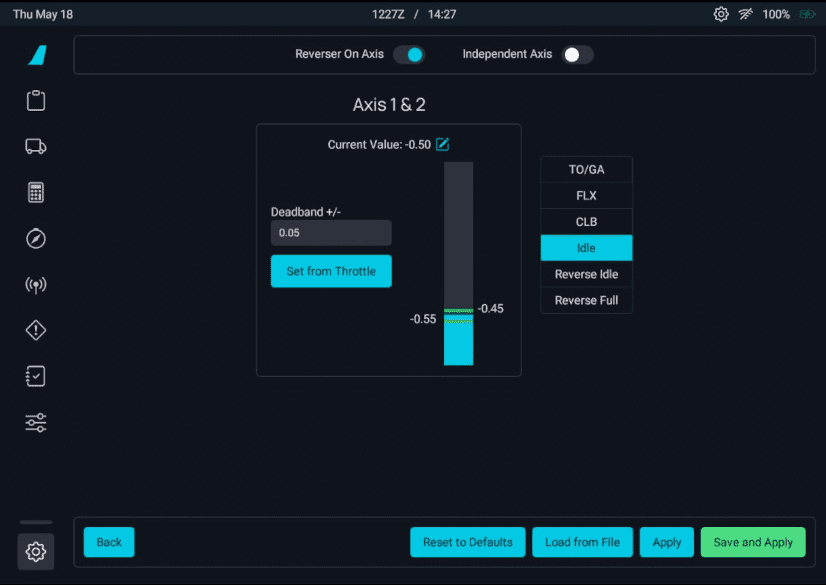 Thu May 18
1227Z / 14:27
100%
Reverser On Axis
Independent Axis
Axis 1 & 2
Current Value: -0.50
Deadband +/-
0.05
Set from Throttle
-0.45
-0.55
TO/GA
FLX
CLB
Idle
Reverse Idle
Reverse Full
Back
Reset to Defaults
Load from File
Apply
Save and Apply